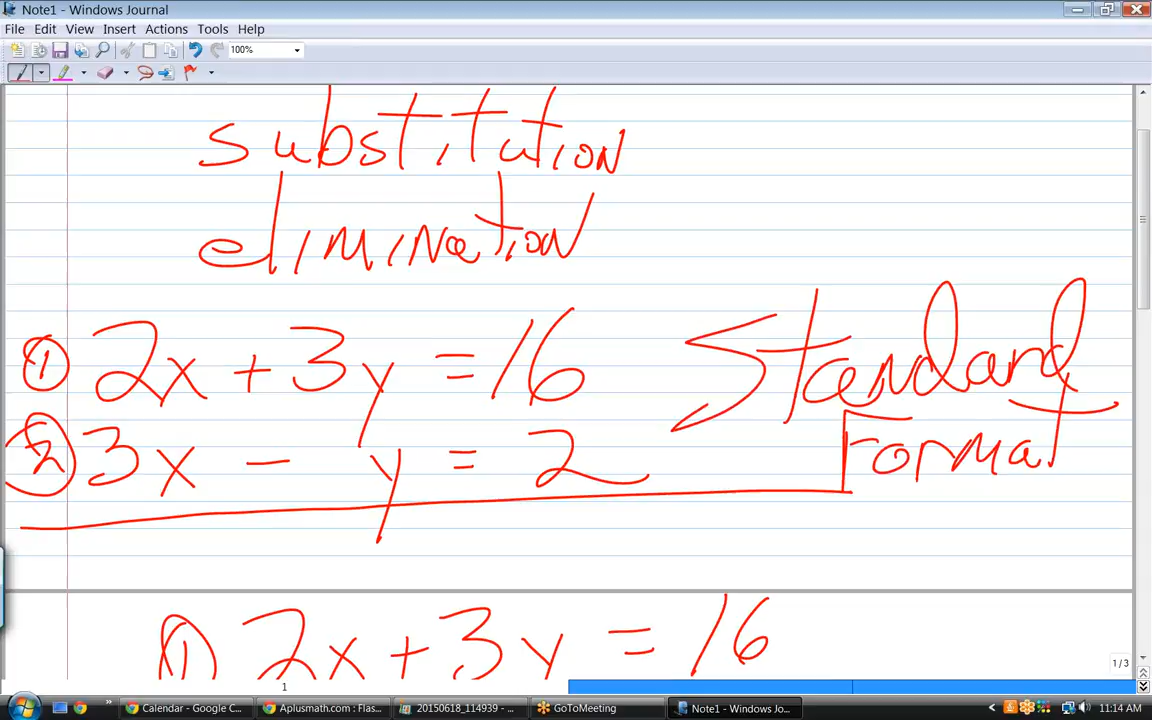 Note1 - Windows Journal
File Edit View Insert Actions Tools Help
100%
substitution
elimination
① 2x + 3y = 16
Standard
② 3x - y = 2
Format
① 2x + 3y = 16
1/3
1
Calendar - Google C...
Aplusmath.com : Flas...
20150618_114939 - ...
GoToMeeting
Note1 - Windows Jo...
11:14 AM